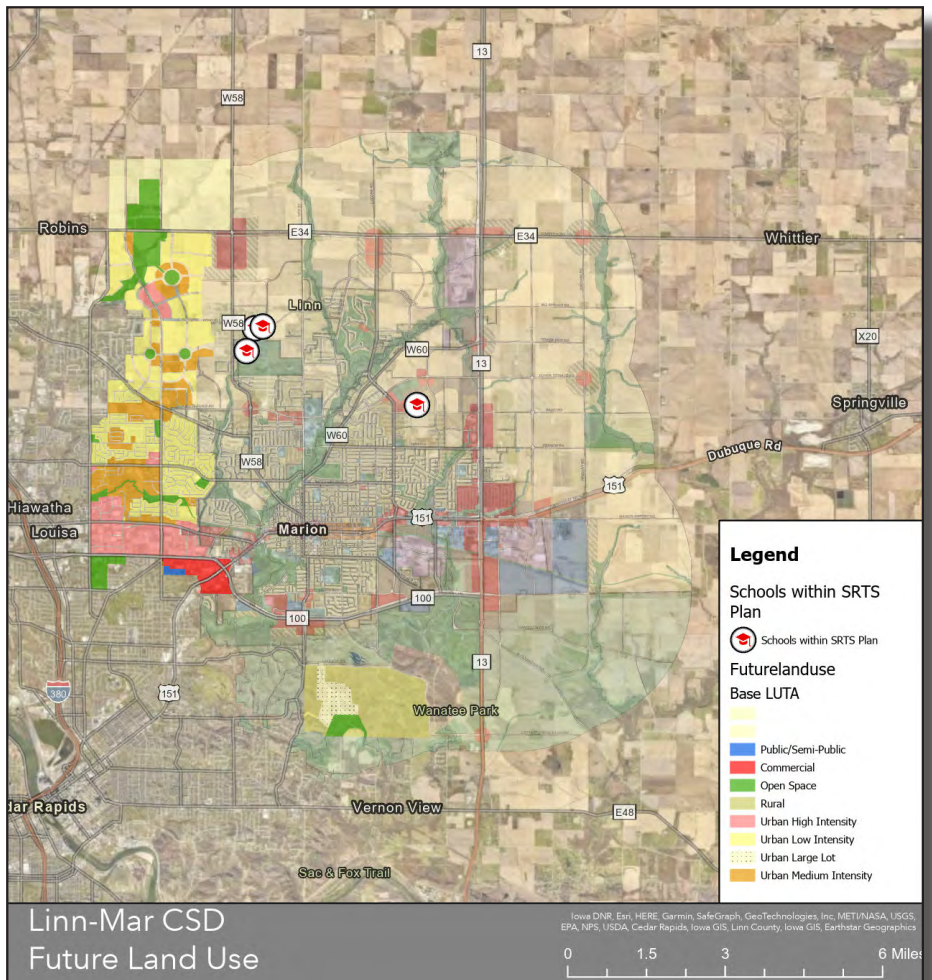 13
W58
Robins
E34
E34
Whittier
Linn
W58
W60
13
X20
Springville
W60
W58
Dubuque Rd
151
Hiawatha
Louisa
Marion
151
100
100
13
380
151
Wanatee Park
dar Rapids
Vernon View
E48
Sac & Fox Trail
Legend
Schools within SRTS
Plan
Schools within SRTS Plan
Futurelanduse
Base LUTA
Public/Semi-Public
Commercial
Open Space
Rural
Urban High Intensity
Urban Low Intensity
Urban Large Lot
Urban Medium Intensity
Linn-Mar CSD
Future Land Use
Iowa DNR, Esri, HERE, Garmin, SafeGraph, GeoTechnologies, Inc, METI/NASA, USGS,
EPA, NPS, USDA, Cedar Rapids, Iowa GIS, Linn County, Iowa GIS, Earthstar Geographics
0 1.5 3 6 Miles